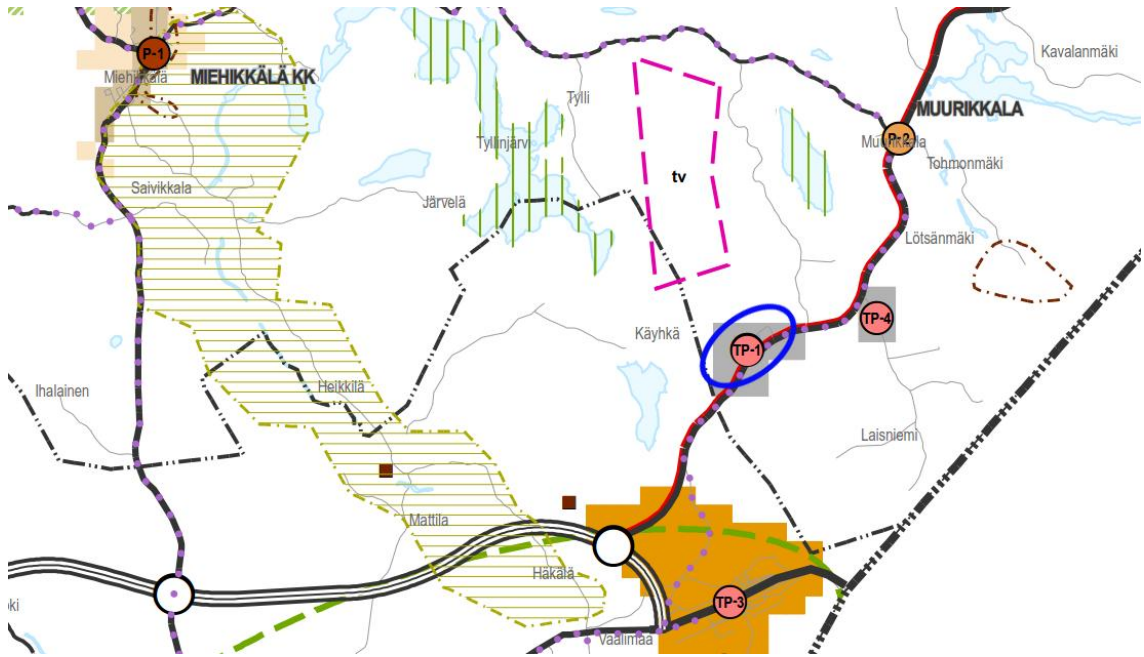 P-1
Miehikkälä
MIEHIKKÄLÄ KK
Kavalanmäki
Tylli
MUURIKKALA
P-2
Muurikkala
Tyllinjärvi
Tohmonmäki
tv
Saivikkala
Järvelä
Lötsänmäki
TP-4
Käyhkä
TP-1
Heikkilä
Ihalainen
Laisniemi
Mattila
Häkälä
TP-3
oki
Vaalimaa